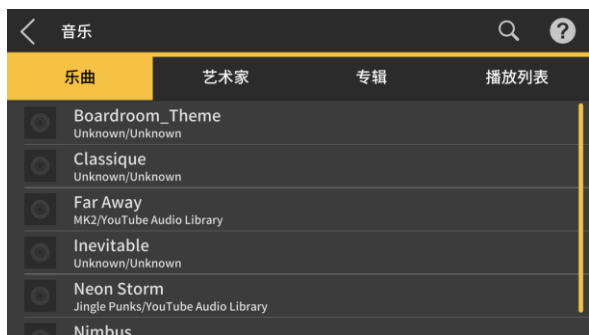 音乐
?
乐曲 艺术家 专辑 播放列表
Boardroom_Theme
Unknown/Unknown
Classique
Unknown/Unknown
Far Away
MK2/YouTube Audio Library
Inevitable
Unknown/Unknown
Neon Storm
Jingle Punks/YouTube Audio Library
Nimbus